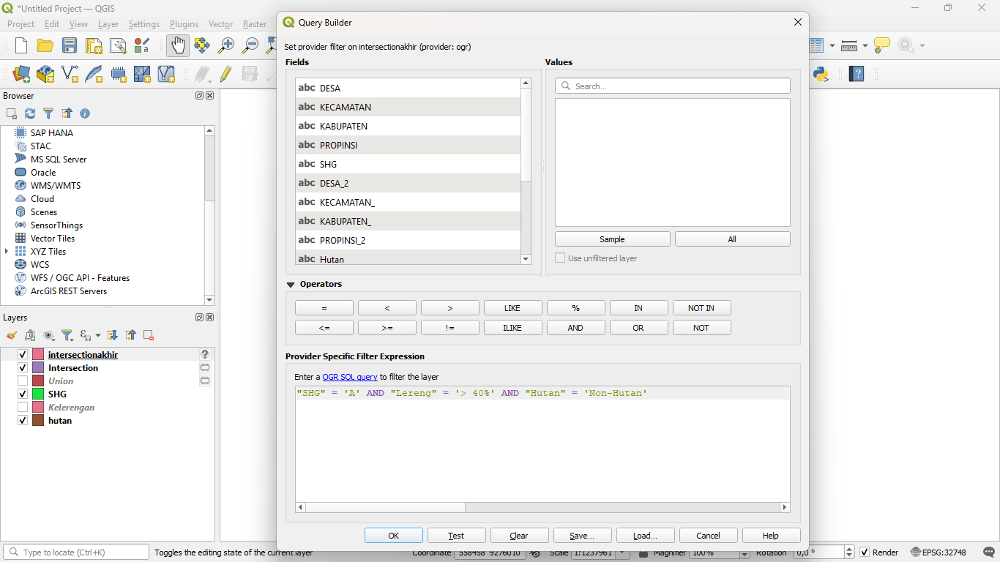 *Untitled Project — QGIS
Project Edit View Layer Settings Plugins Vector Raster
Query Builder
Set provider filter on intersectionakhir (provider: ogr)
Fields
abc DESA
abc KECAMATAN
abc KABUPATEN
abc PROPINSI
abc SHG
abc DESA_2
abc KECAMATAN_
abc KABUPATEN_
abc PROPINSI_2
abc Hutan
Values
Search...
Sample
All
Use unfiltered layer
Operators
= < > LIKE % IN NOT IN
<= >= != ILIKE AND OR NOT
Provider Specific Filter Expression
Enter a OGR SQL query to filter the layer
"SHG" = 'A' AND "Lereng" = '> 40%' AND "Hutan" = 'Non-Hutan'
OK Test Clear Save... Load... Cancel Help
Browser
SAP HANA
STAC
MS SQL Server
Oracle
WMS/WMTS
Cloud
Scenes
SensorThings
Vector Tiles
XYZ Tiles
WCS
WFS / OGC API - Features
ArcGIS REST Servers
Layers
intersectionakhir
Intersection
Union
SHG
Kelerengan
hutan
Type to locate (Ctrl+K) Toggles the editing state of the current layer Coordinate 558458 9276010 Scale 1:1237961 Magnifier 100% Rotation 0,0 ° Render EPSG:32748